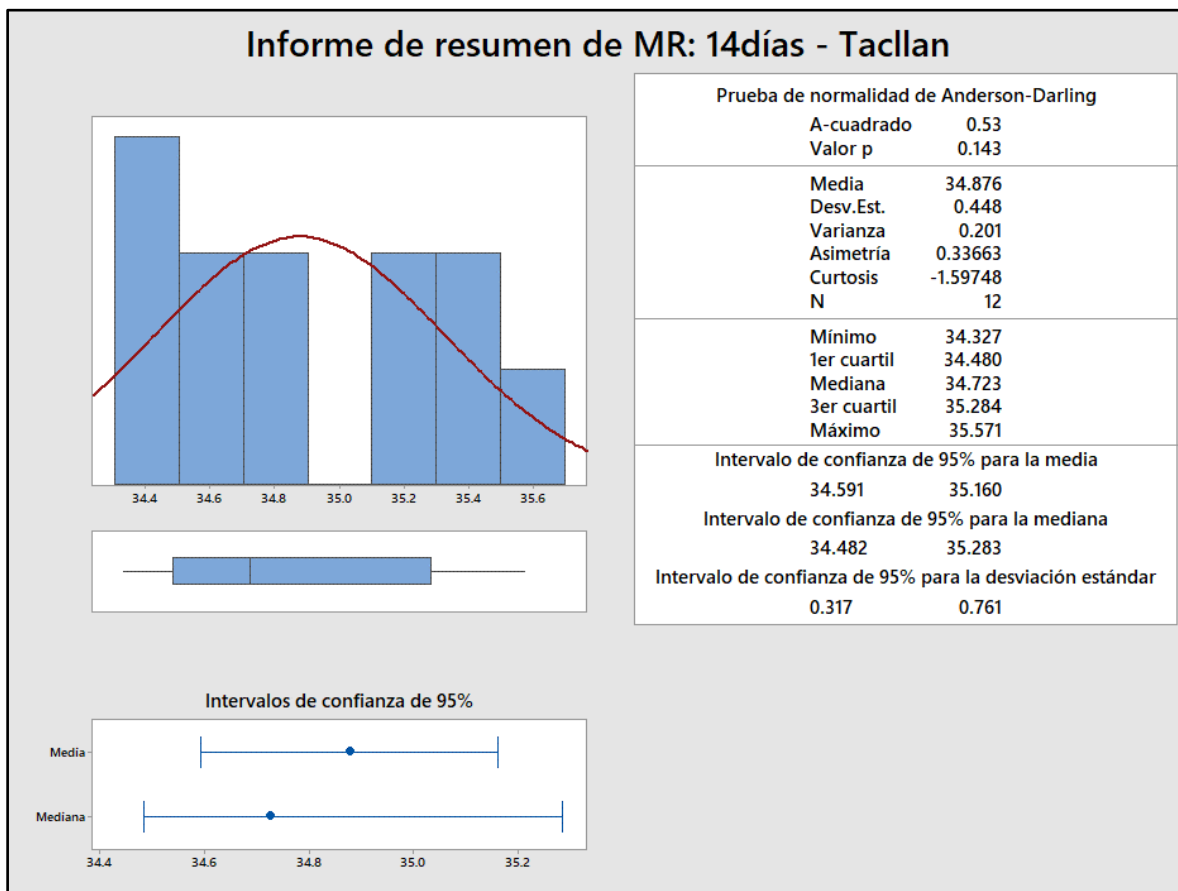 Informe de resumen de MR: 14días - Tacllan
34.4 34.6 34.8 35.0 35.2 35.4 35.6
Intervalos de confianza de 95%
Media
Mediana
34.4 34.6 34.8 35.0 35.2
Prueba de normalidad de Anderson-Darling
A-cuadrado 0.53
Valor p 0.143
Media 34.876
Desv.Est. 0.448
Varianza 0.201
Asimetría 0.33663
Curtosis -1.59748
N 12
Mínimo 34.327
1er cuartil 34.480
Mediana 34.723
3er cuartil 35.284
Máximo 35.571
Intervalo de confianza de 95% para la media
34.591 35.160
Intervalo de confianza de 95% para la mediana
34.482 35.283
Intervalo de confianza de 95% para la desviación estándar
0.317 0.761